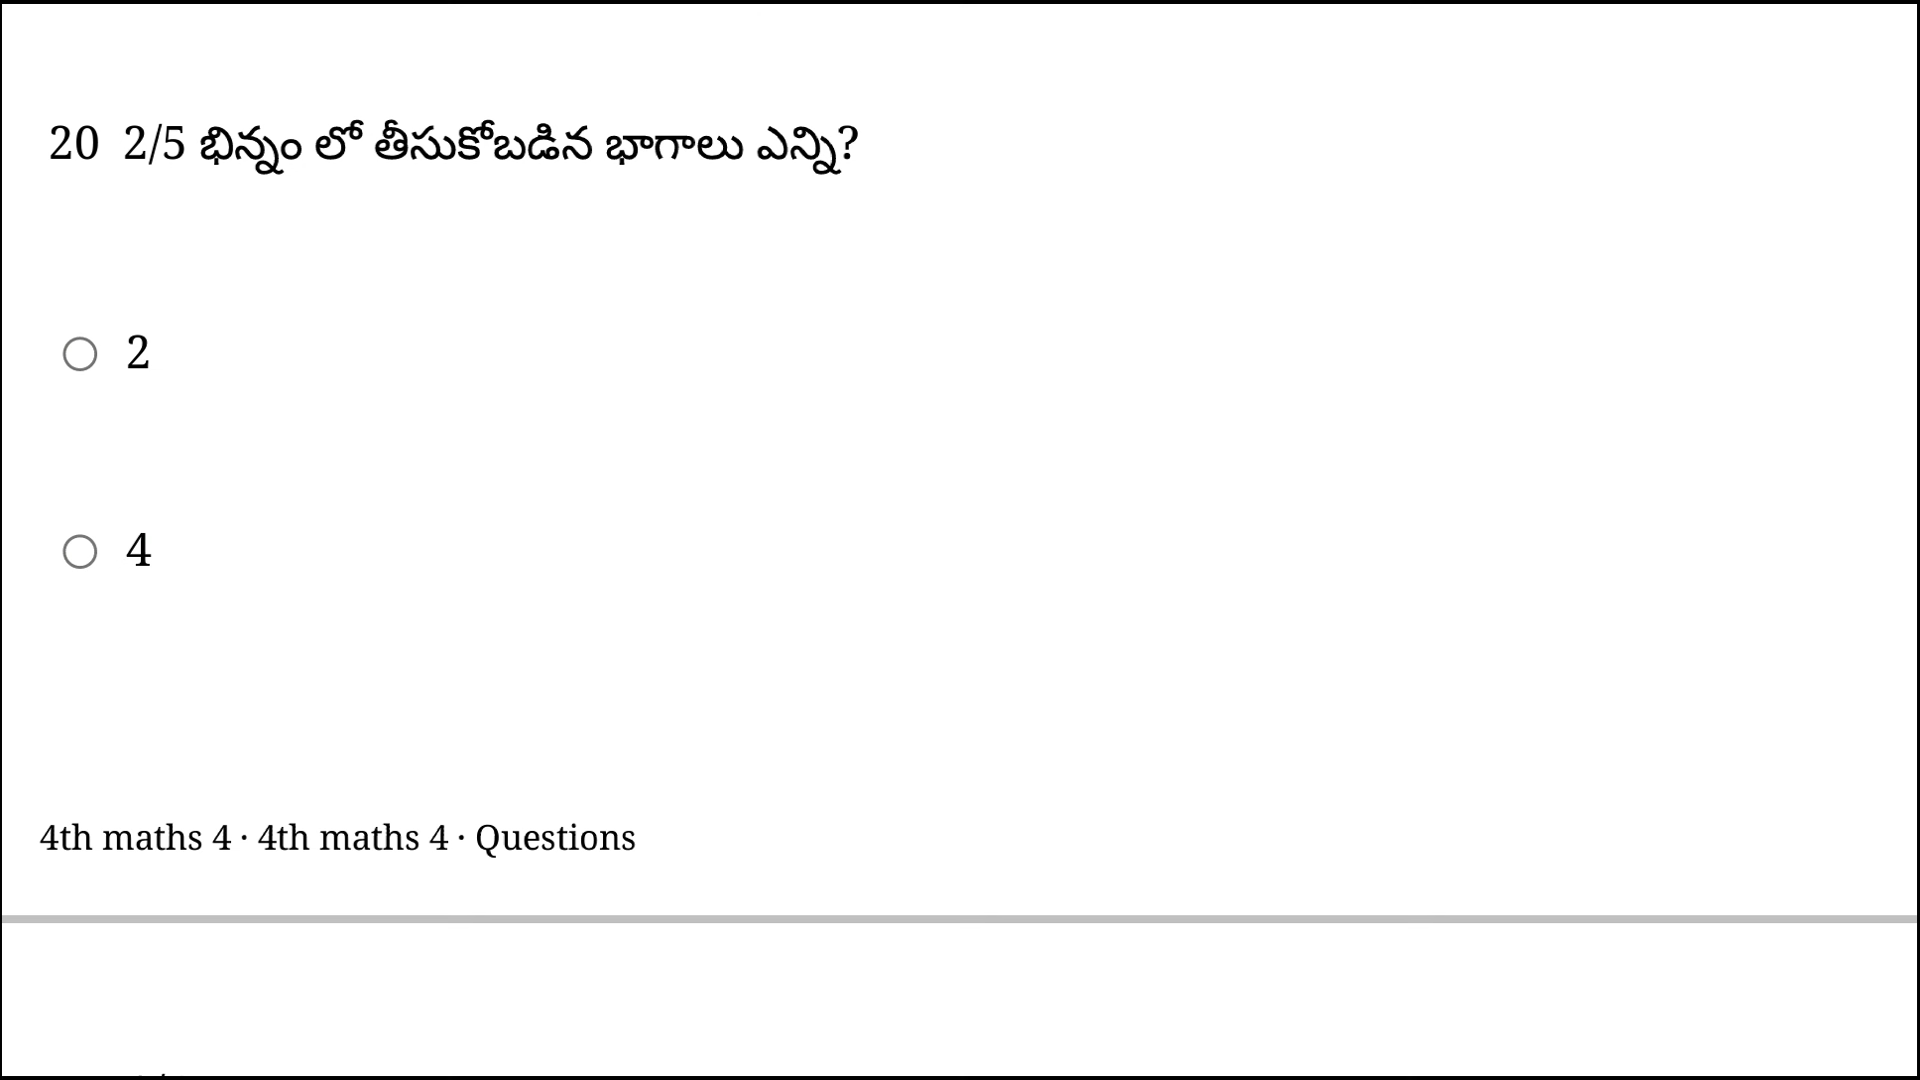 20 2/5 భిన్నం లో తీసుకోబడిన భాగాలు ఎన్ని?
2
4
4th maths 4 · 4th maths 4 · Questions